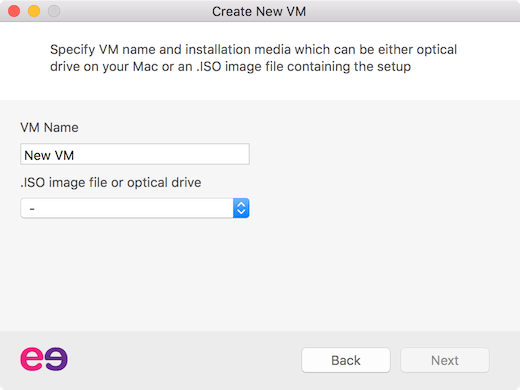 Create New VM
Specify VM name and installation media which can be either optical
drive on your Mac or an .ISO image file containing the setup
VM Name
New VM
.ISO image file or optical drive
-
Back
Next